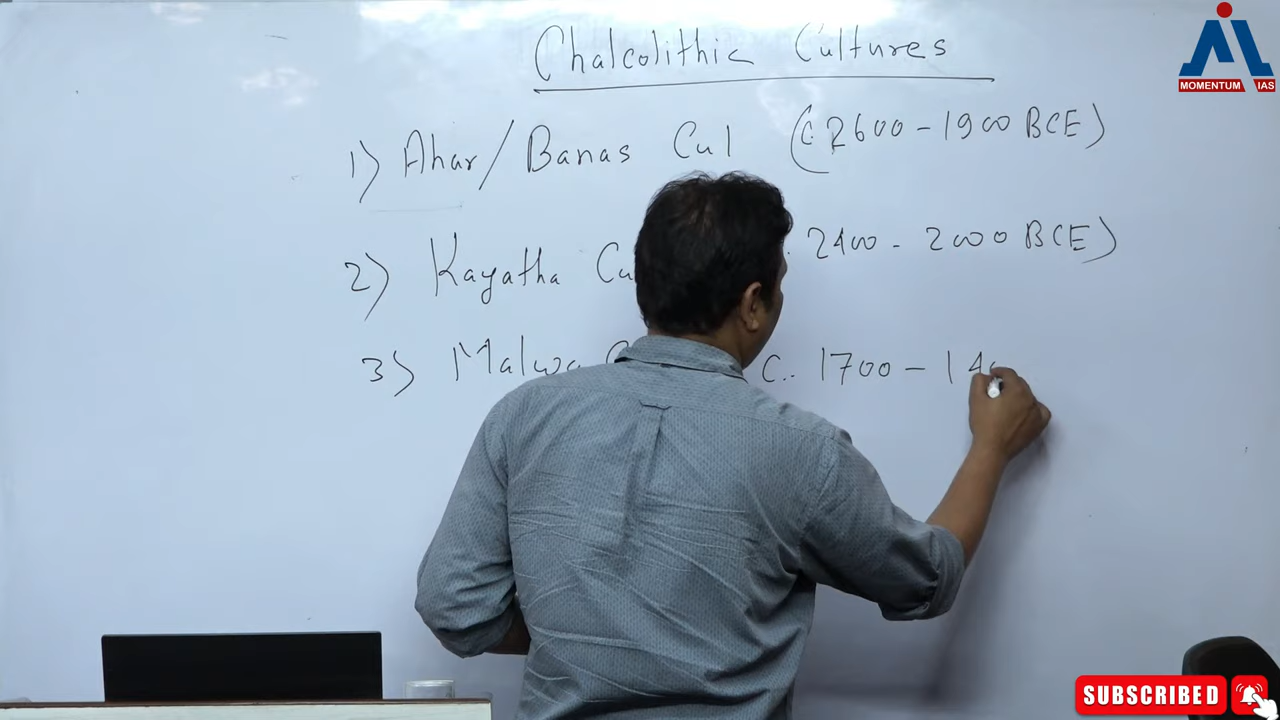 Chalcolithic Cultures
MOMENTUM IAS
1) Ahar/Banas Cul (C. 2600 - 1900 BCE)
2) Kayatha Cu 2400 - 2000 BCE)
3) Malwa C C. 1700 - 140
SUBSCRIBED